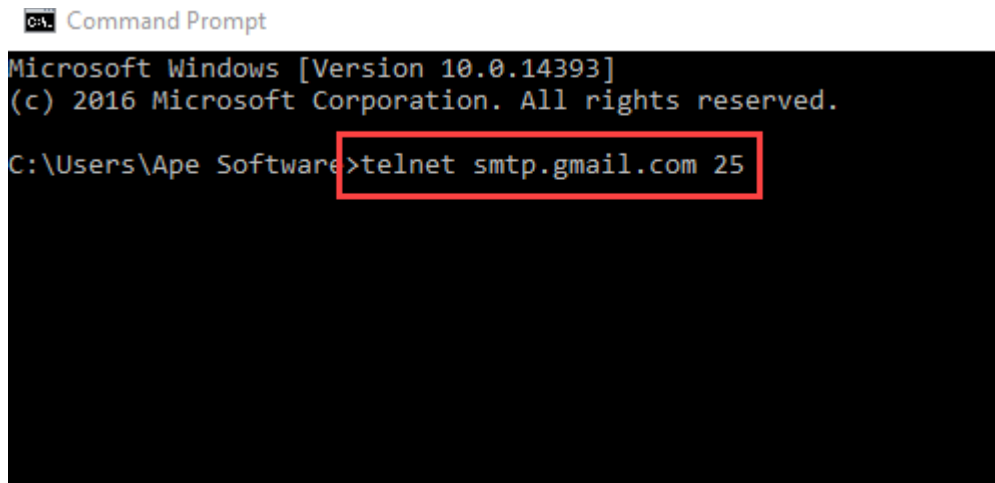 Command Prompt
Microsoft Windows [Version 10.0.14393]
(c) 2016 Microsoft Corporation. All rights reserved.
C:\Users\Ape Software>telnet smtp.gmail.com 25